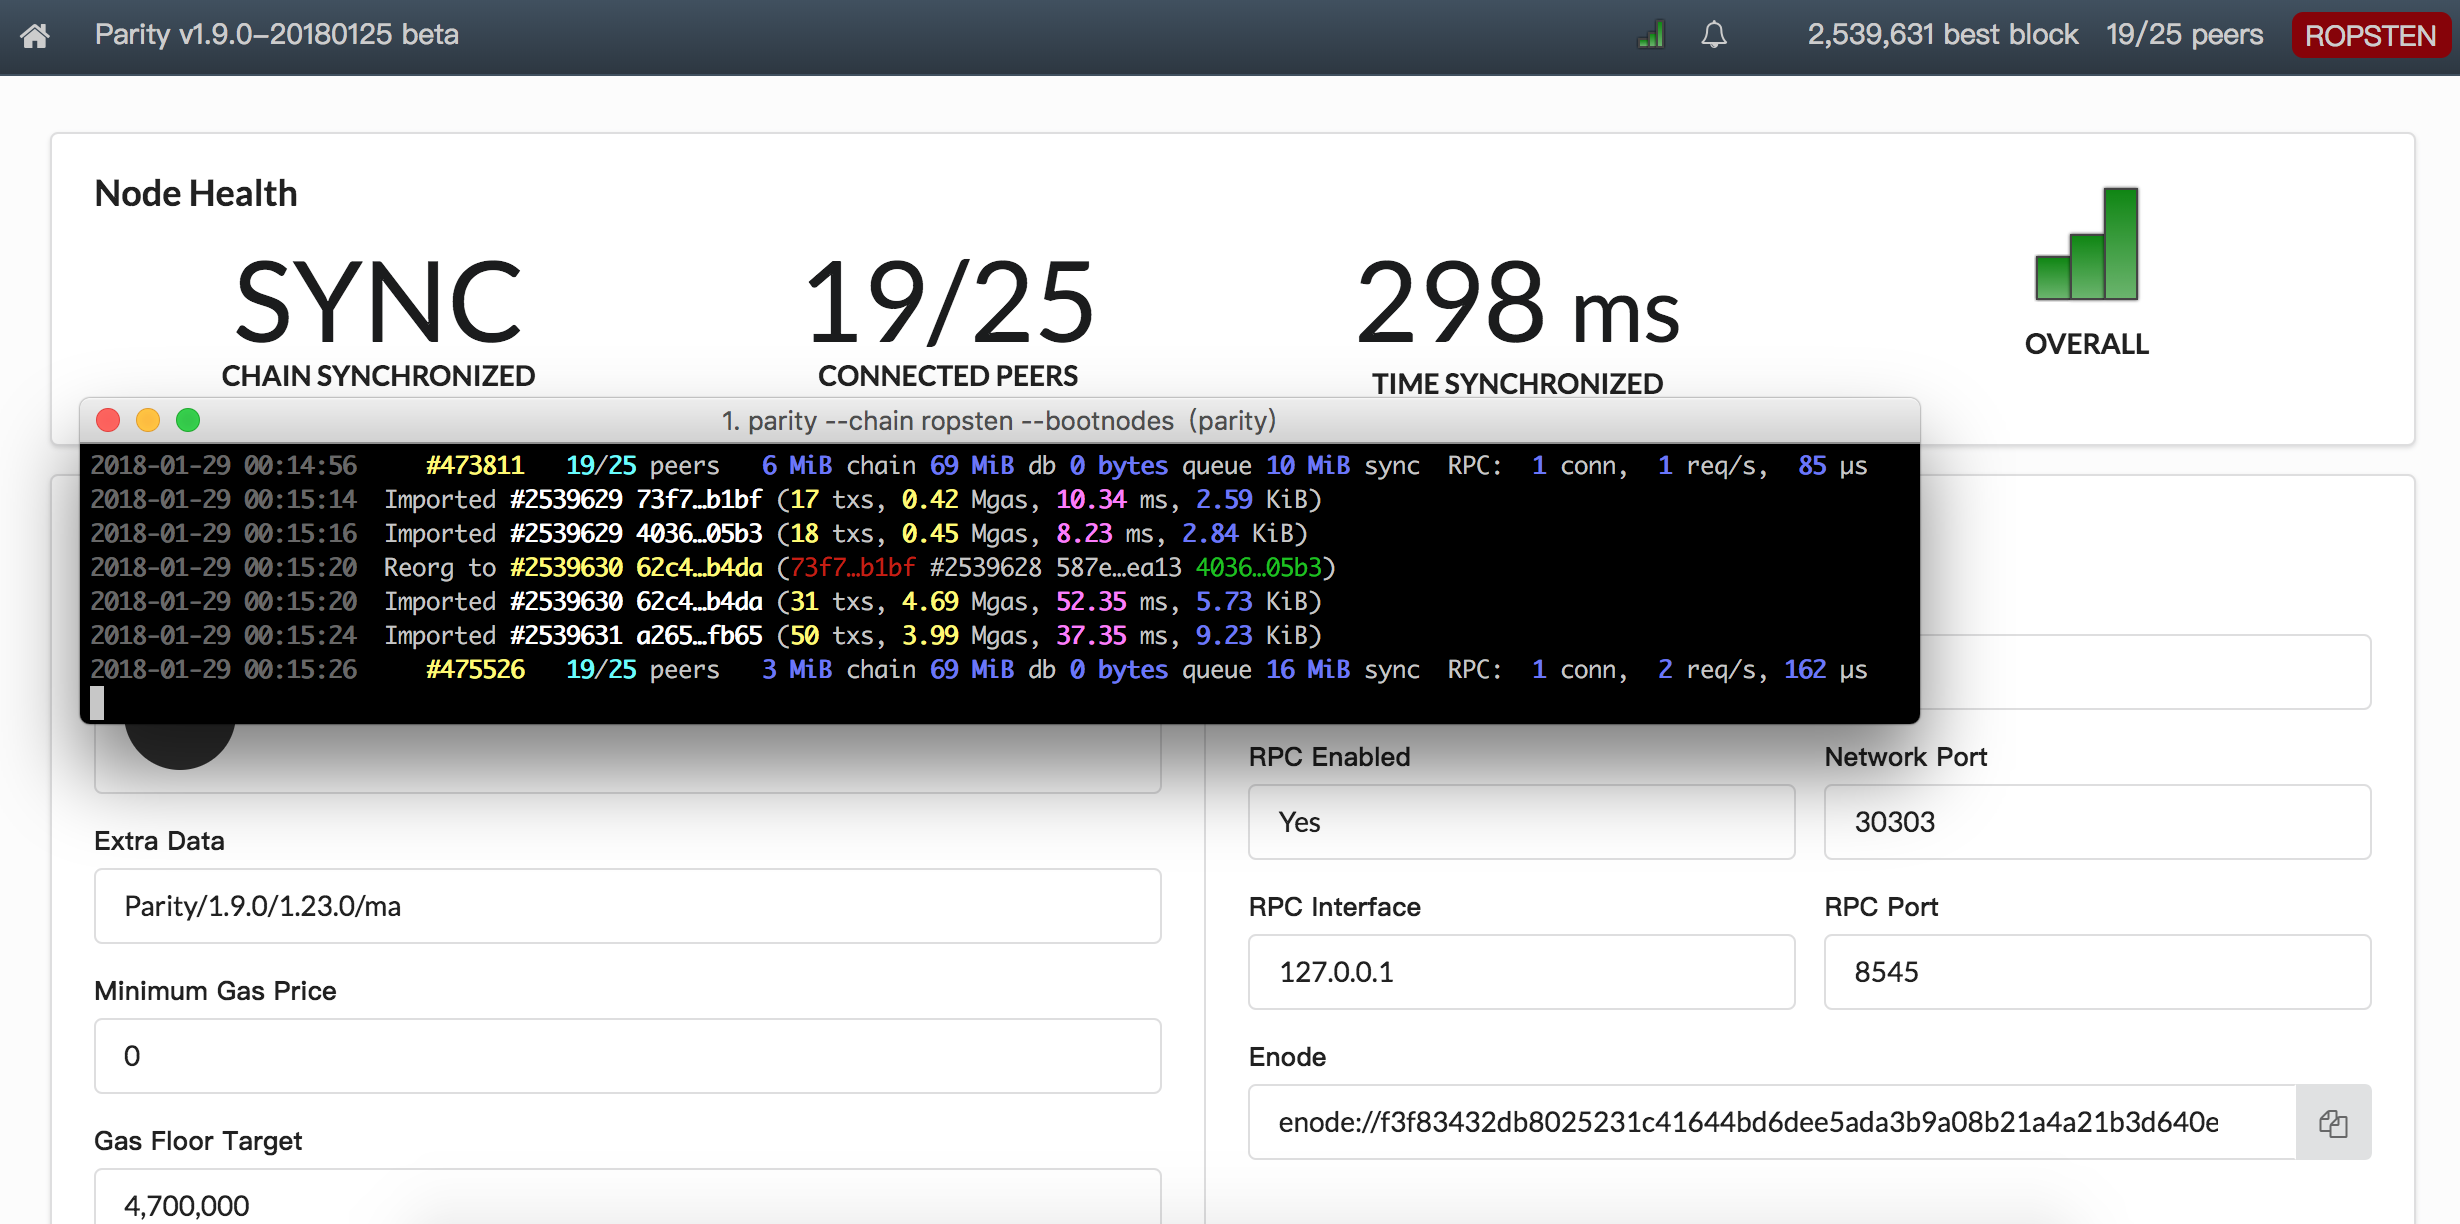 Parity v1.9.0-20180125 beta
2,539,631 best block 19/25 peers ROPSTEN
Node Health
SYNC
CHAIN SYNCHRONIZED
19/25
CONNECTED PEERS
298 ms
TIME SYNCHRONIZED
OVERALL
1. parity --chain ropsten --bootnodes (parity)
2018-01-29 00:14:56 #473811 19/25 peers 6 MiB chain 69 MiB db 0 bytes queue 10 MiB sync RPC: 1 conn, 1 req/s, 85 µs
2018-01-29 00:15:14 Imported #2539629 73f7…b1bf (17 txs, 0.42 Mgas, 10.34 ms, 2.59 KiB)
2018-01-29 00:15:16 Imported #2539629 4036…05b3 (18 txs, 0.45 Mgas, 8.23 ms, 2.84 KiB)
2018-01-29 00:15:20 Reorg to #2539630 62c4…b4da (73f7…b1bf #2539628 587e…ea13 4036…05b3)
2018-01-29 00:15:20 Imported #2539630 62c4…b4da (31 txs, 4.69 Mgas, 52.35 ms, 5.73 KiB)
2018-01-29 00:15:24 Imported #2539631 a265…fb65 (50 txs, 3.99 Mgas, 37.35 ms, 9.23 KiB)
2018-01-29 00:15:26 #475526 19/25 peers 3 MiB chain 69 MiB db 0 bytes queue 16 MiB sync RPC: 1 conn, 2 req/s, 162 µs
Extra Data
Parity/1.9.0/1.23.0/ma
Minimum Gas Price
0
Gas Floor Target
4,700,000
RPC Enabled
Yes
Network Port
30303
RPC Interface
127.0.0.1
RPC Port
8545
Enode
enode://f3f83432db8025231c41644bd6dee5ada3b9a08b21a4a21b3d640e